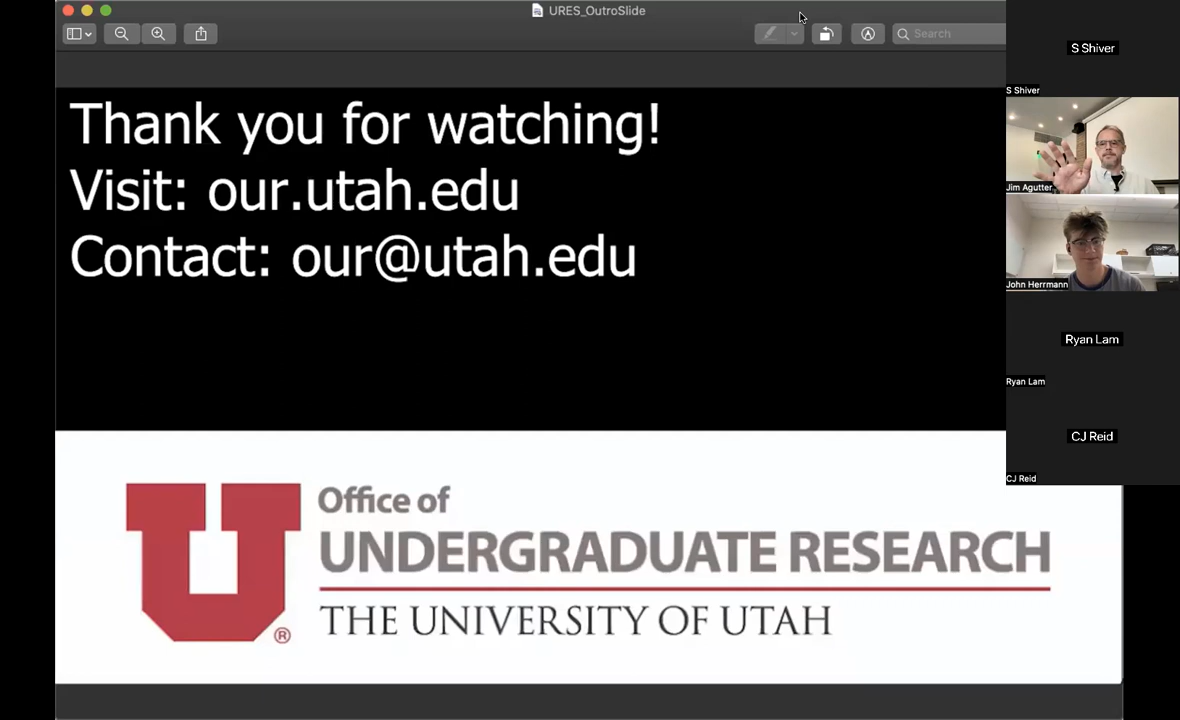 URES_OutroSlide
Search
Thank you for watching!
Visit: our.utah.edu
Contact: our@utah.edu
U
®
Office of
UNDERGRADUATE RESEARCH
THE UNIVERSITY OF UTAH
S Shiver
S Shiver
Jim Agutter
John Herrmann
Ryan Lam
Ryan Lam
CJ Reid
CJ Reid